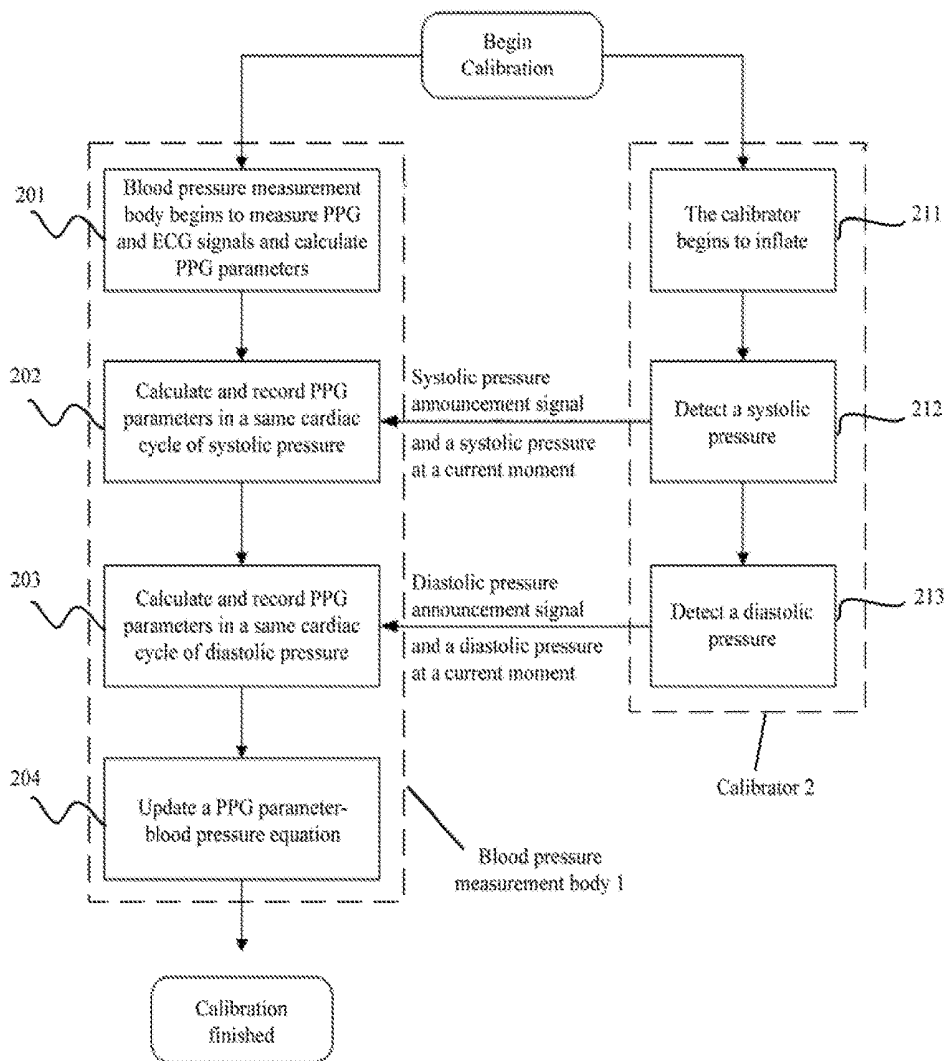 Begin
Calibration
201
Blood pressure measurement
body begins to measure PPG
and ECG signals and calculate
PPG parameters
The calibrator
begins to inflate
211
202
Calculate and record PPG
parameters in a same cardiac
cycle of systolic pressure
Systolic pressure
announcement signal
and a systolic pressure
at a current moment
Detect a systolic
pressure
212
203
Calculate and record PPG
parameters in a same cardiac
cycle of diastolic pressure
Diastolic pressure
announcement signal
and a diastolic pressure
at a current moment
Detect a diastolic
pressure
213
204
Update a PPG parameter-
blood pressure equation
Calibrator 2
Blood pressure
measurement body 1
Calibration
finished